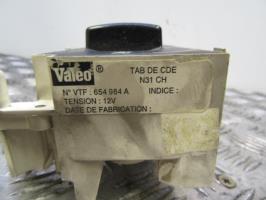 Valeo ®
TAB DE CDE
N31 CH
N° VTF : 654 984 A
INDICE :
TENSION : 12V
DATE DE FABRICATION :